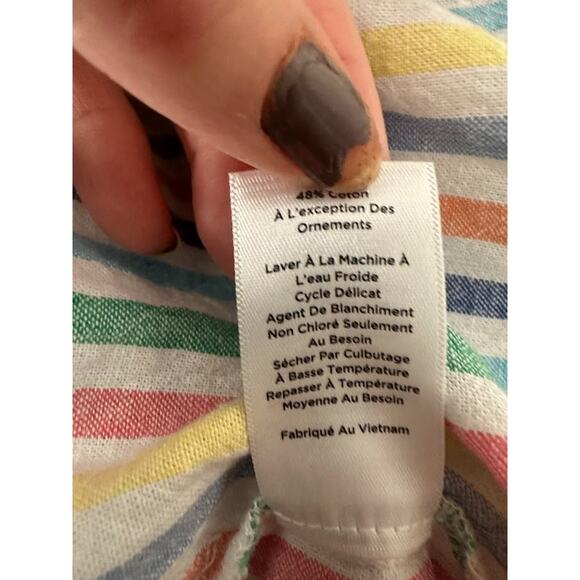 48% Coton
À L'exception Des
Ornements
Laver À La Machine À
L'eau Froide
Cycle Délicat
Agent De Blanchiment
Non Chloré Seulement
Au Besoin
Sécher Par Culbutage
À Basse Température
Repasser À Température
Moyenne Au Besoin
Fabriqué Au Vietnam